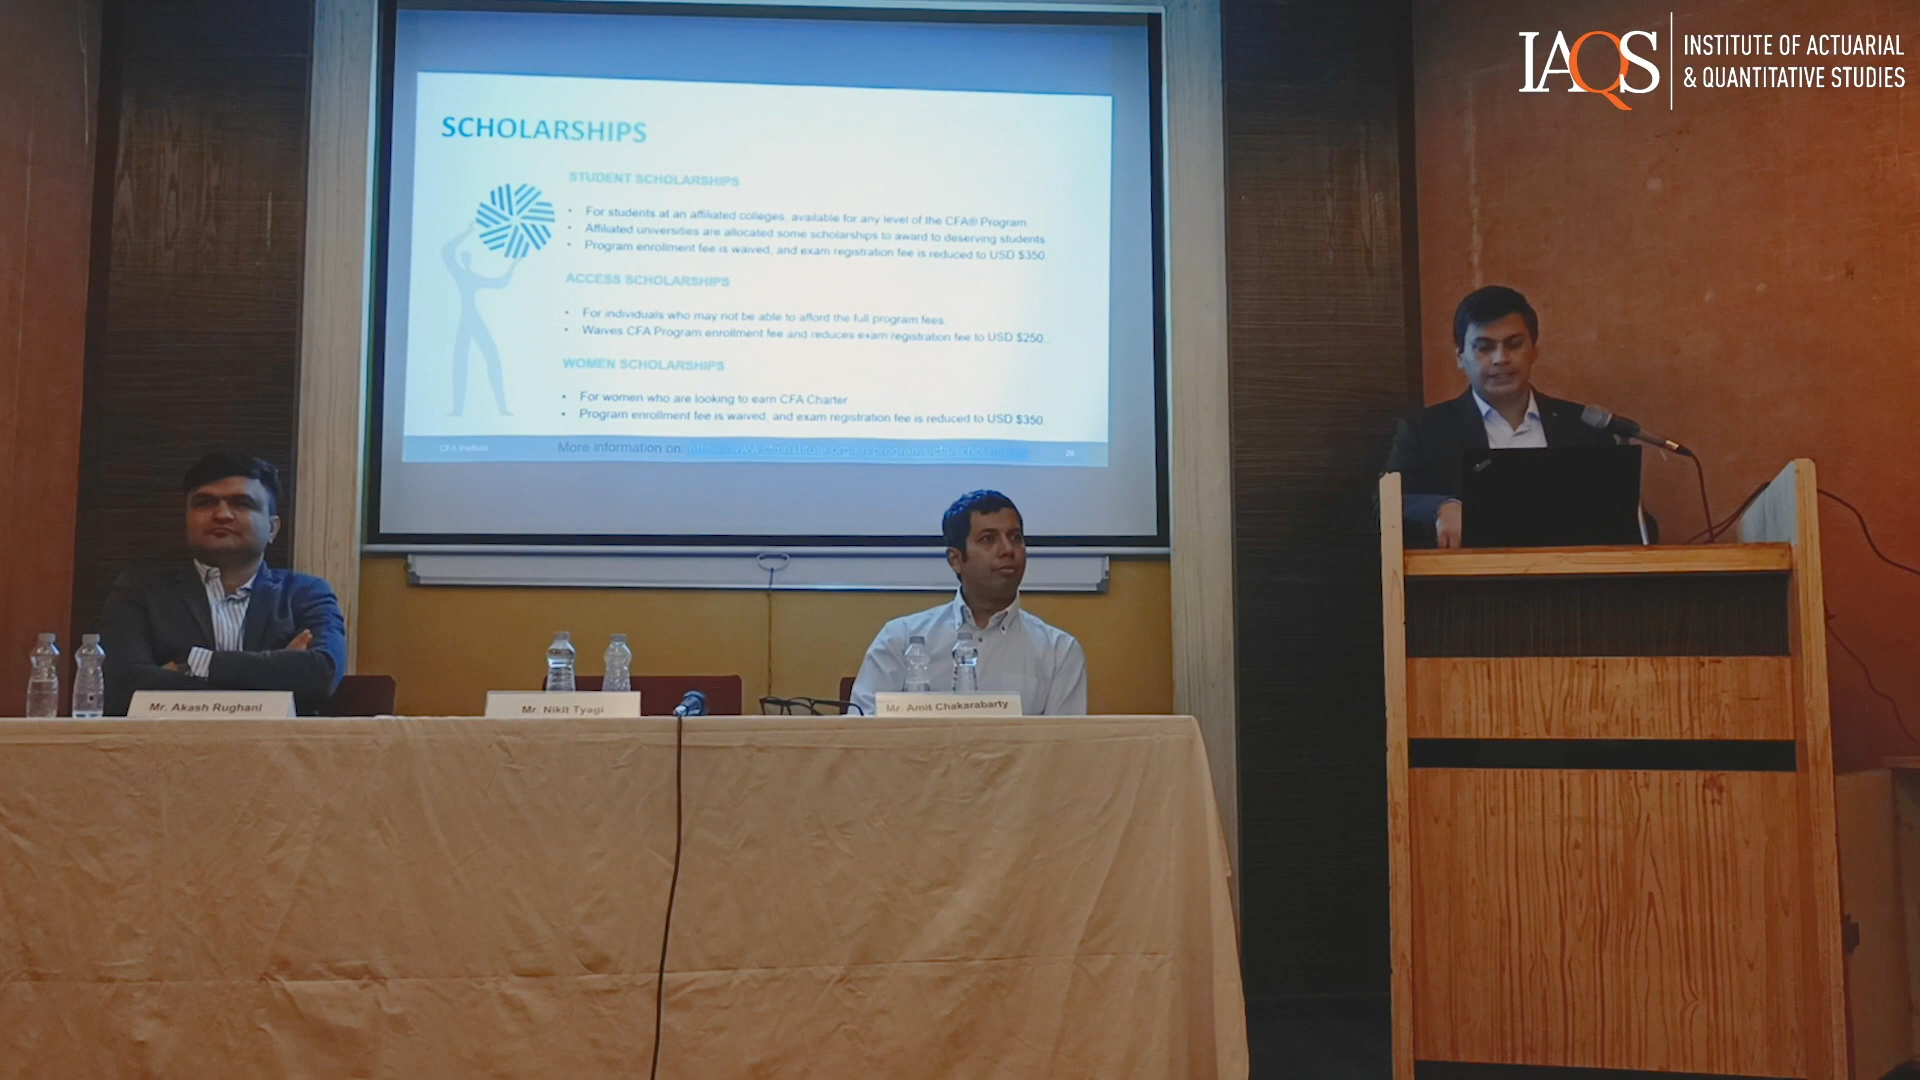 IAQS
INSTITUTE OF ACTUARIAL
& QUANTITATIVE STUDIES
SCHOLARSHIPS
STUDENT SCHOLARSHIPS
• For students at an affiliated colleges, available for any level of the CFA® Program
• Affiliated universities are allocated some scholarships to award to deserving students
• Program enrollment fee is waived, and exam registration fee is reduced to USD $350
ACCESS SCHOLARSHIPS
• For individuals who may not be able to afford the full program fees.
• Waives CFA Program enrollment fee and reduces exam registration fee to USD $250.
WOMEN SCHOLARSHIPS
• For women who are looking to earn CFA Charter
• Program enrollment fee is waived, and exam registration fee is reduced to USD $350
CFA Institute
More information on:
Mr. Akash Rughani
Mr. Nikit Tyagi
Mr. Amit Chakarabarty